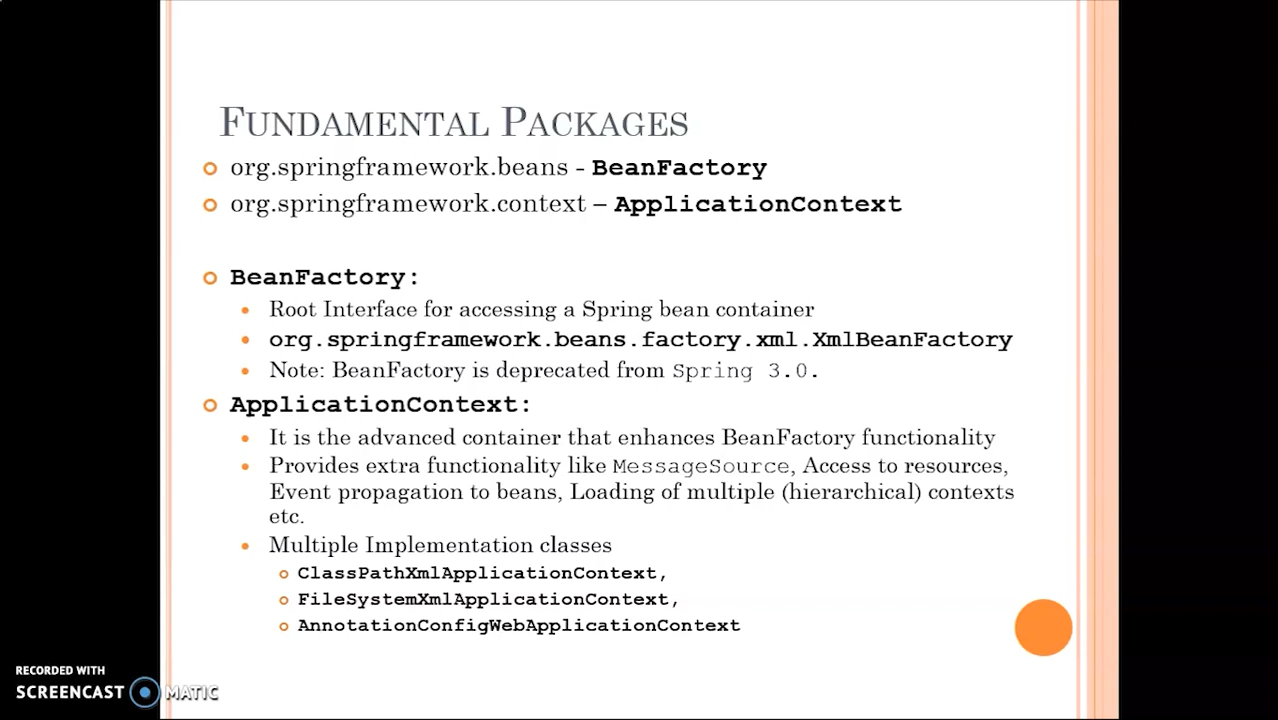 FUNDAMENTAL PACKAGES
org.springframework.beans - BeanFactory
org.springframework.context – ApplicationContext
BeanFactory:
Root Interface for accessing a Spring bean container
org.springframework.beans.factory.xml.XmlBeanFactory
Note: BeanFactory is deprecated from Spring 3.0.
ApplicationContext:
It is the advanced container that enhances BeanFactory functionality
Provides extra functionality like MessageSource, Access to resources,
Event propagation to beans, Loading of multiple (hierarchical) contexts
etc.
Multiple Implementation classes
ClassPathXmlApplicationContext,
FileSystemXmlApplicationContext,
AnnotationConfigWebApplicationContext
RECORDED WITH
SCREENCAST MATIC